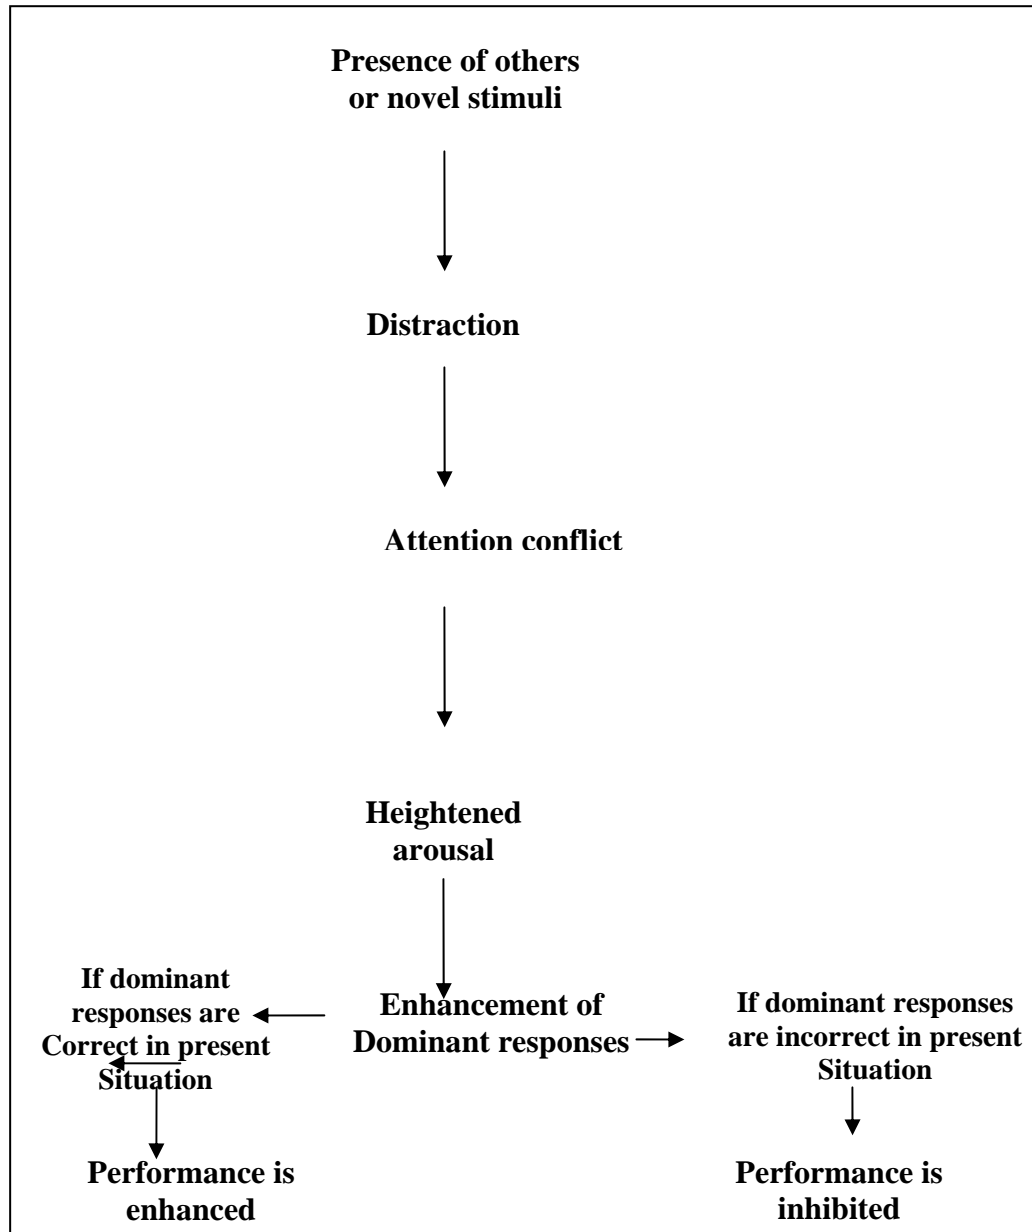 Presence of others
or novel stimuli
Distraction
Attention conflict
Heightened
arousal
If dominant
responses are
Correct in present
Situation
Enhancement of
Dominant responses
If dominant responses
are incorrect in present
Situation
Performance is
enhanced
Performance is
inhibited